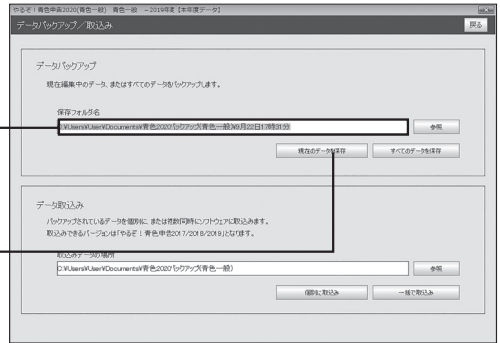 やるぞ!青色申告2020(青色一般) 青色一般 -2019年度【本年度データ】
データバックアップ/取込み
戻る
データバックアップ
現在編集中のデータ、またはすべてのデータをバックアップします。
保存フォルダ名
C:¥Users¥User¥Documents¥青色2020バックアップ(青色一般)¥9月22日17時31分
参照
現在のデータを保存
すべてのデータを保存
データ取込み
バックアップされているデータを個別に、または複数同時にソフトウェアに取込みます。
取込みできるバージョンは「やるぞ!青色申告2017/2018/2019」となります。
取込みデータの場所
C:¥Users¥User¥Documents¥青色2020バックアップ(青色一般)
参照
個別に取込み
一括で取込み